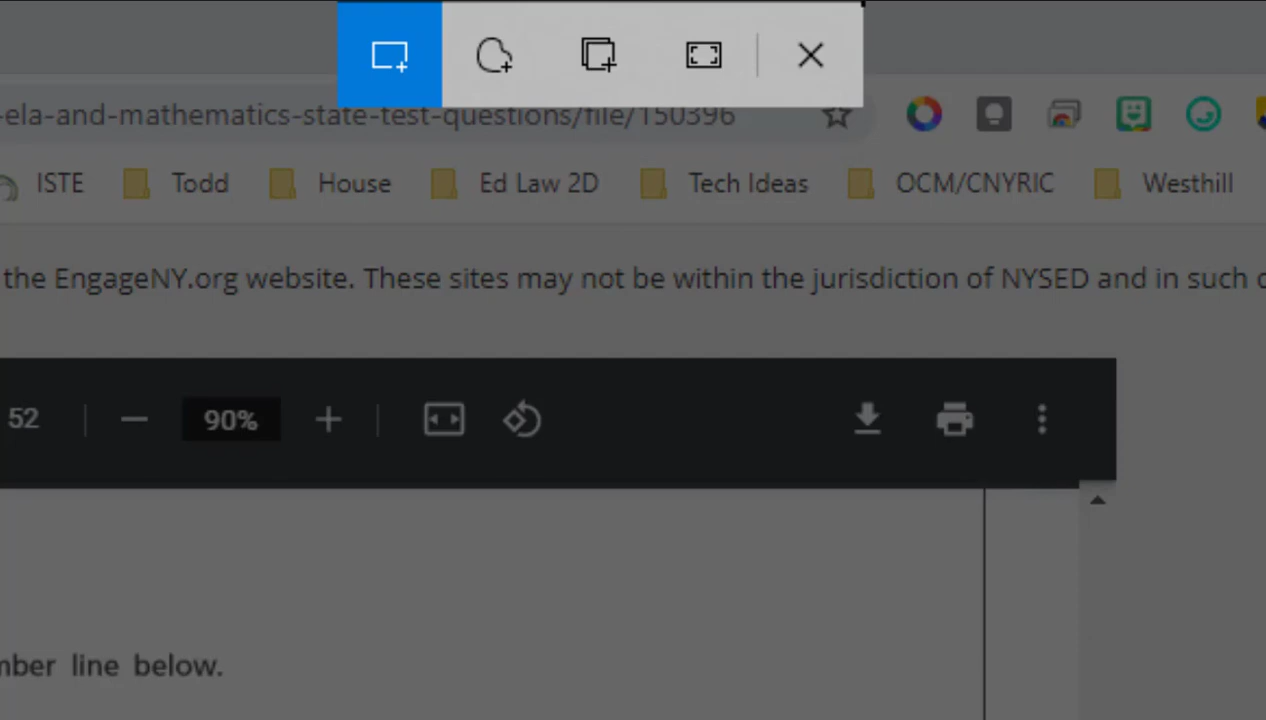 -ela-and-mathematics-state-test-questions/file/150396
ISTE Todd House Ed Law 2D Tech Ideas OCM/CNYRIC Westhill
the EngageNY.org website. These sites may not be within the jurisdiction of NYSED and in such
52 90%
line below.